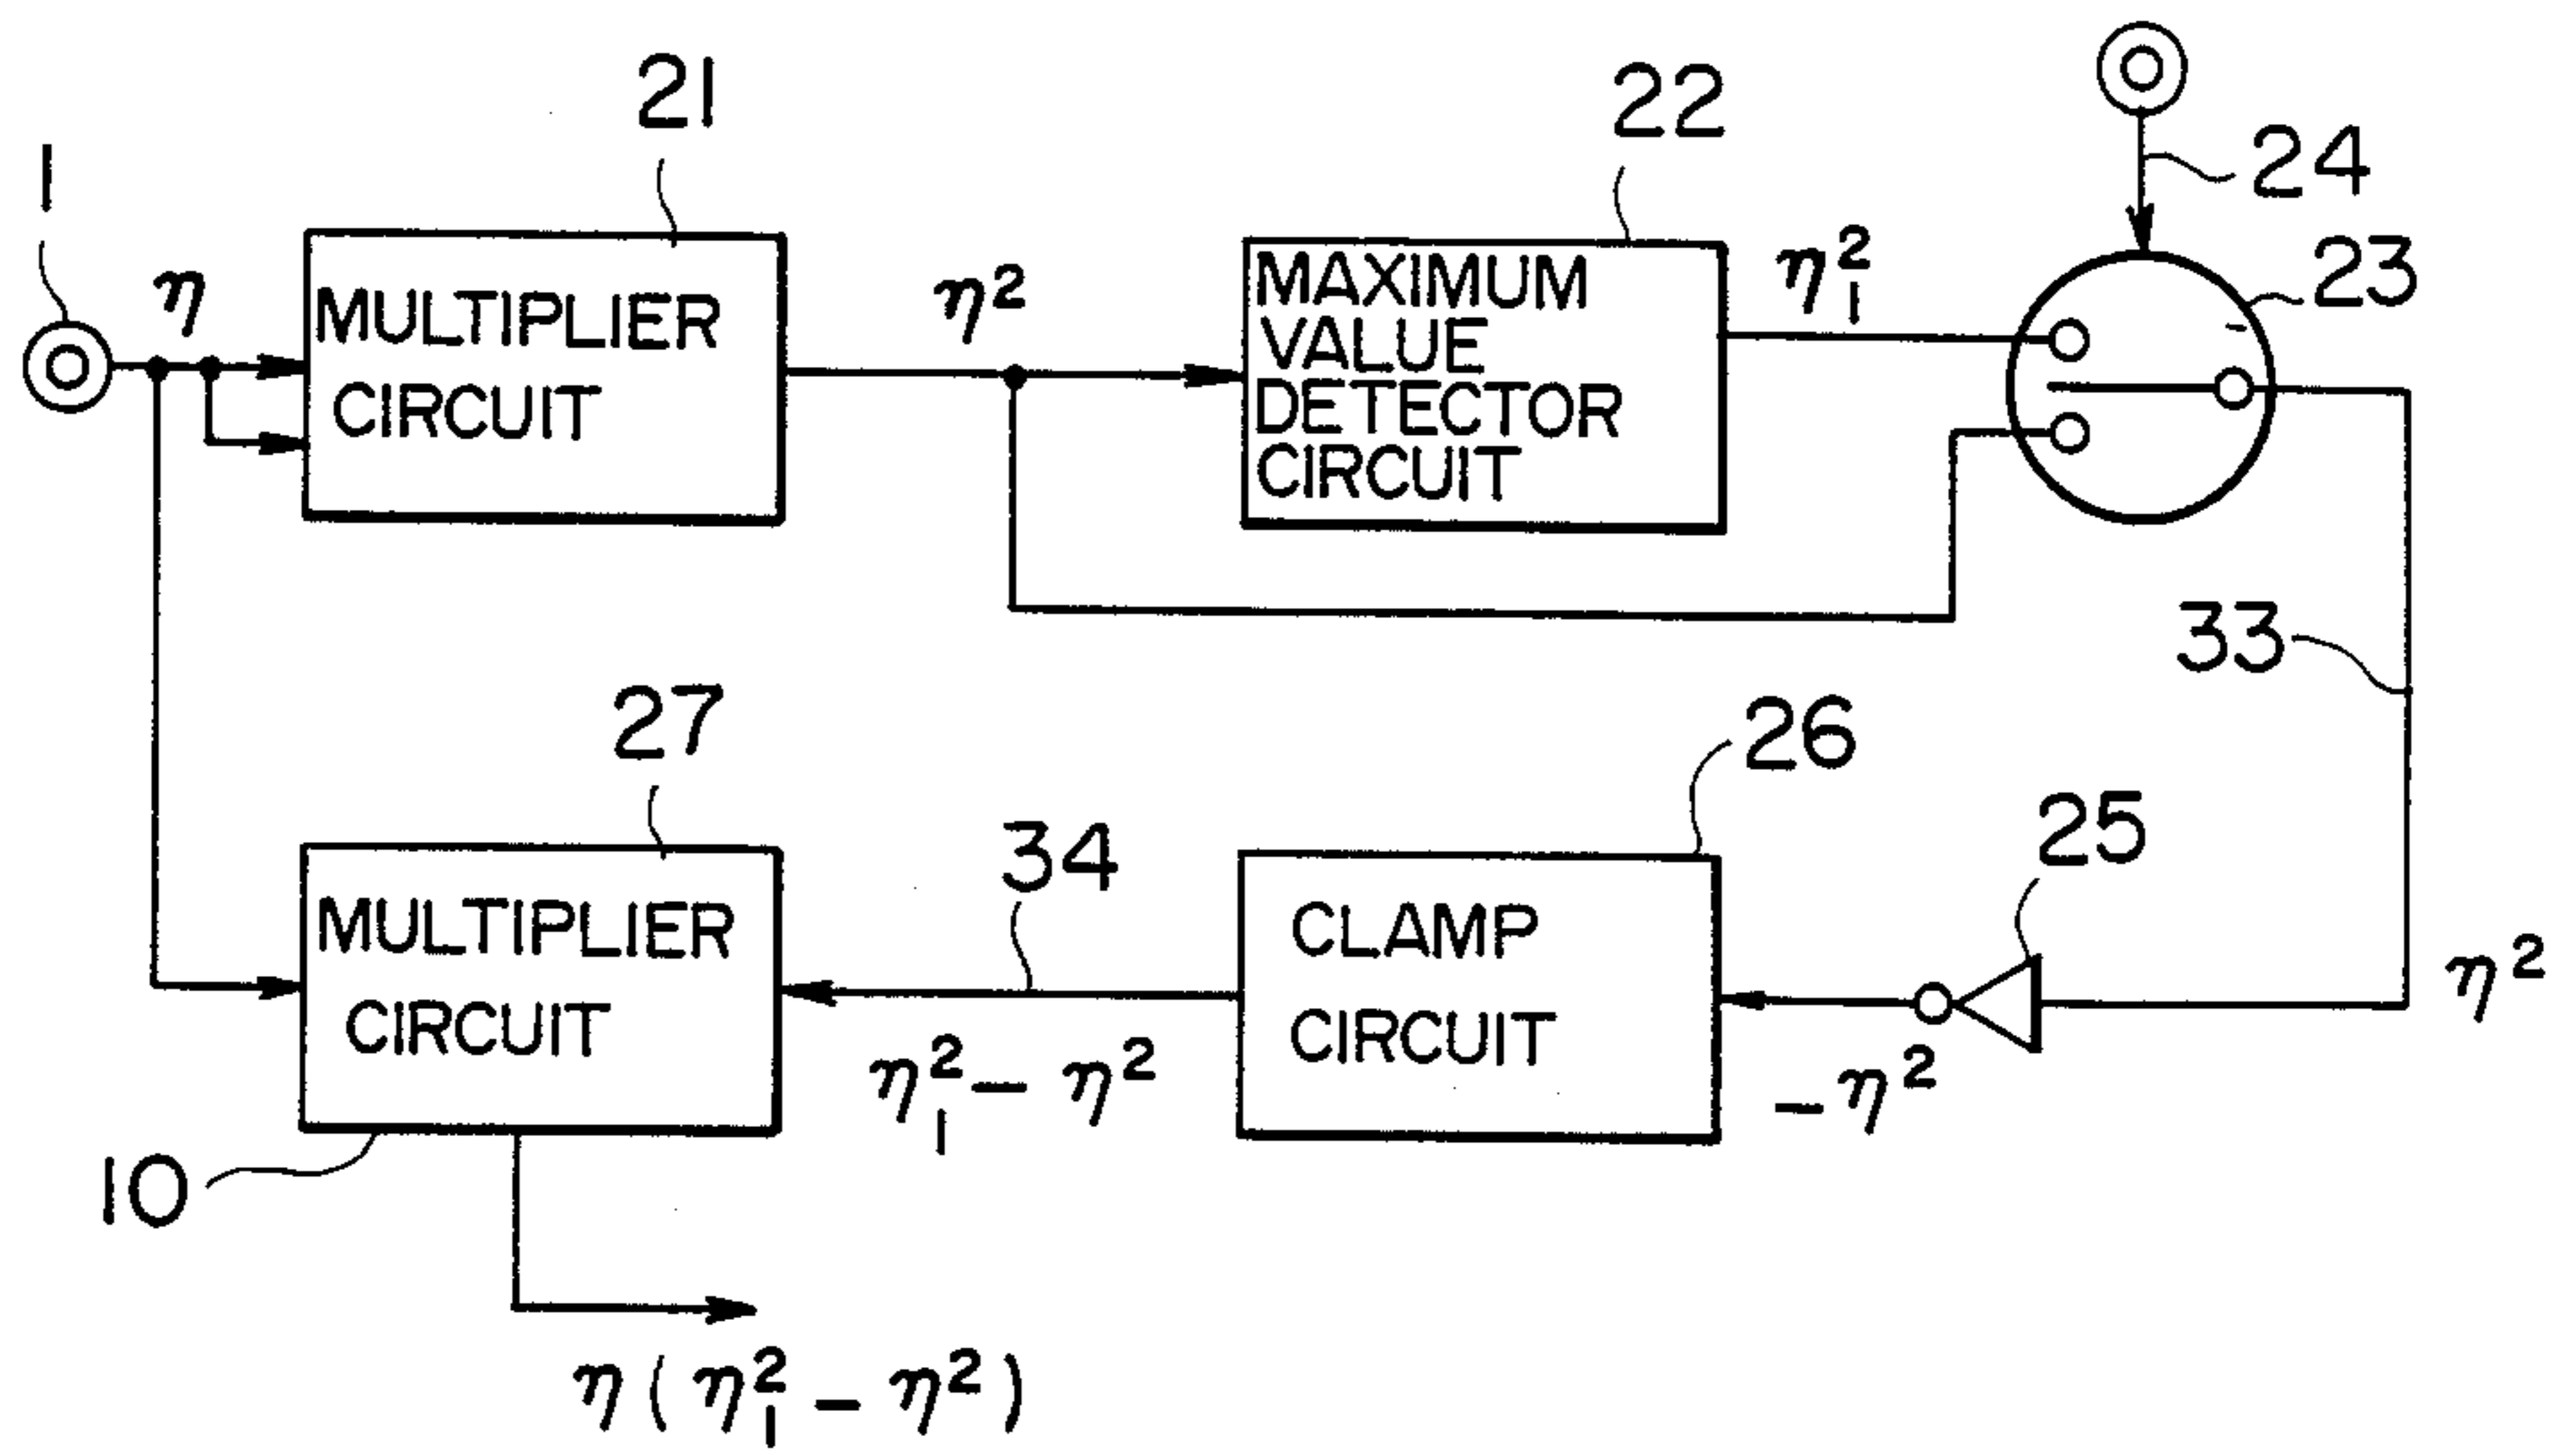 1
η
21
MULTIPLIER
CIRCUIT
η²
22
MAXIMUM
VALUE
DETECTOR
CIRCUIT
η₁²
24
23
33
27
MULTIPLIER
CIRCUIT
10
34
η₁² − η²
26
CLAMP
CIRCUIT
25
−η²
η²
η(η₁² − η²)